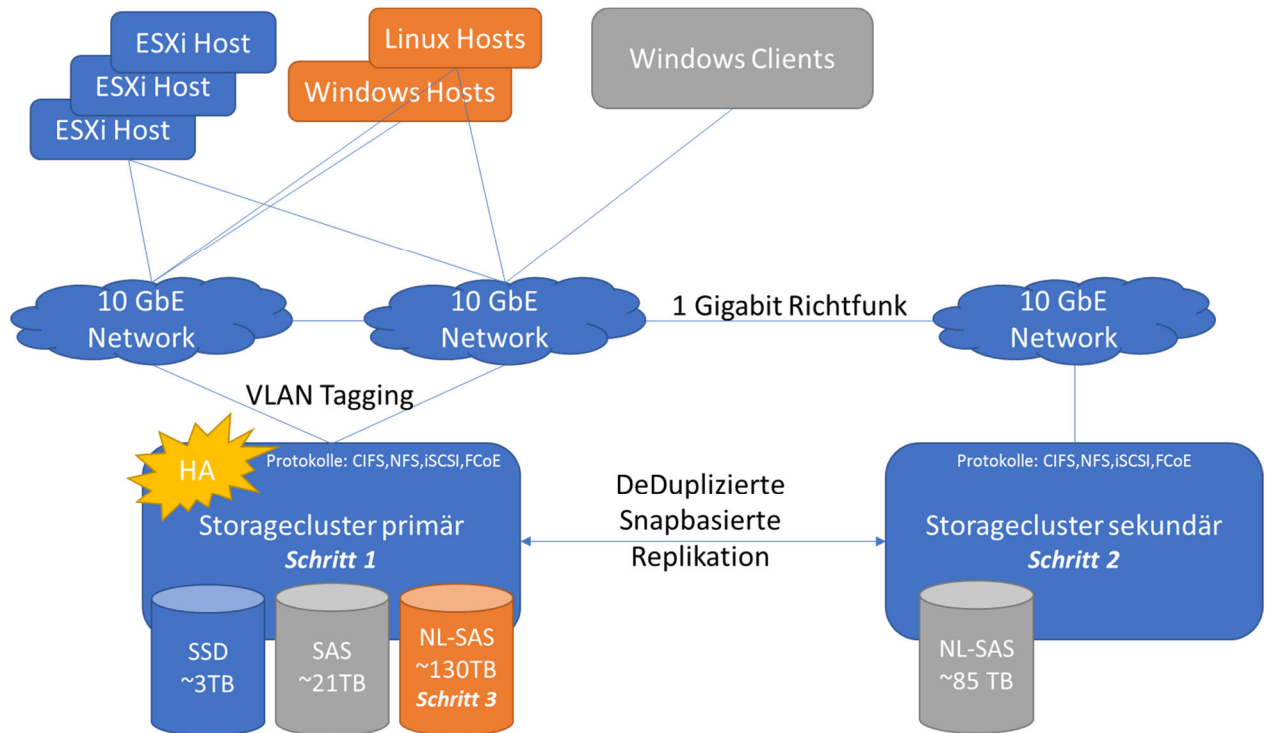 ESXi Host
ESXi Host
ESXi Host
Linux Hosts
Windows Hosts
Windows Clients
10 GbE
Network
10 GbE
Network
1 Gigabit Richtfunk
10 GbE
Network
VLAN Tagging
HA
Protokolle: CIFS,NFS,iSCSI,FCoE
Storagecluster primär
Schritt 1
DeDuplizierte
Snapbasierte
Replikation
Protokolle: CIFS,NFS,iSCSI,FCoE
Storagecluster sekundär
Schritt 2
SSD
~3TB
SAS
~21TB
NL-SAS
~130TB
Schritt 3
NL-SAS
~85 TB